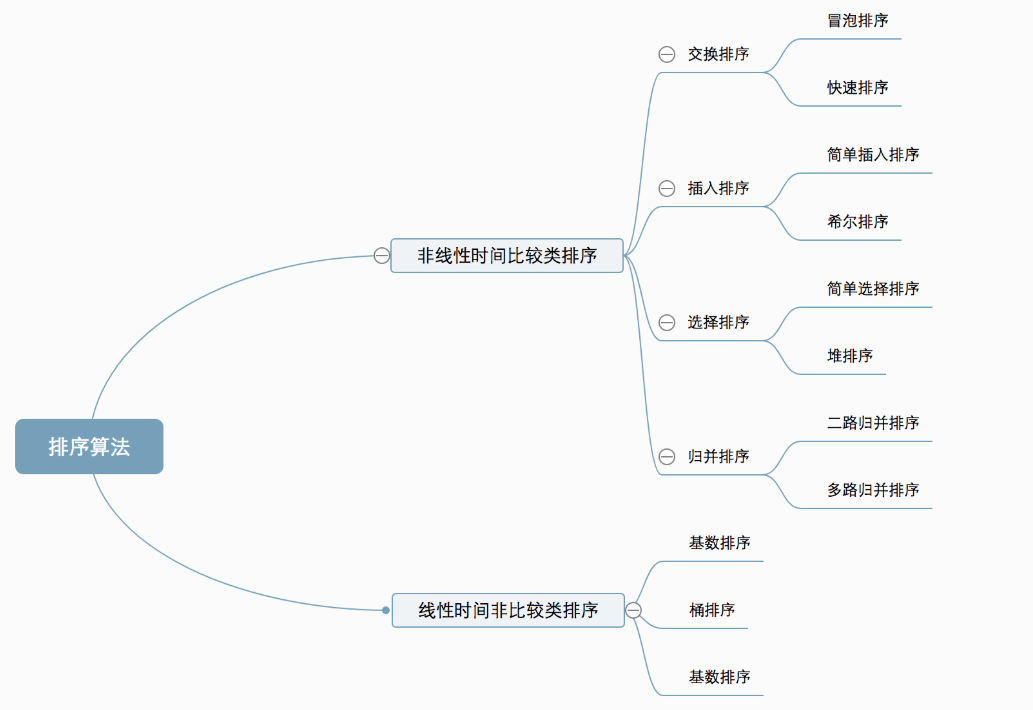 排序算法
非线性时间比较类排序
交换排序
冒泡排序
快速排序
插入排序
简单插入排序
希尔排序
选择排序
简单选择排序
堆排序
归并排序
二路归并排序
多路归并排序
线性时间非比较类排序
基数排序
桶排序
基数排序